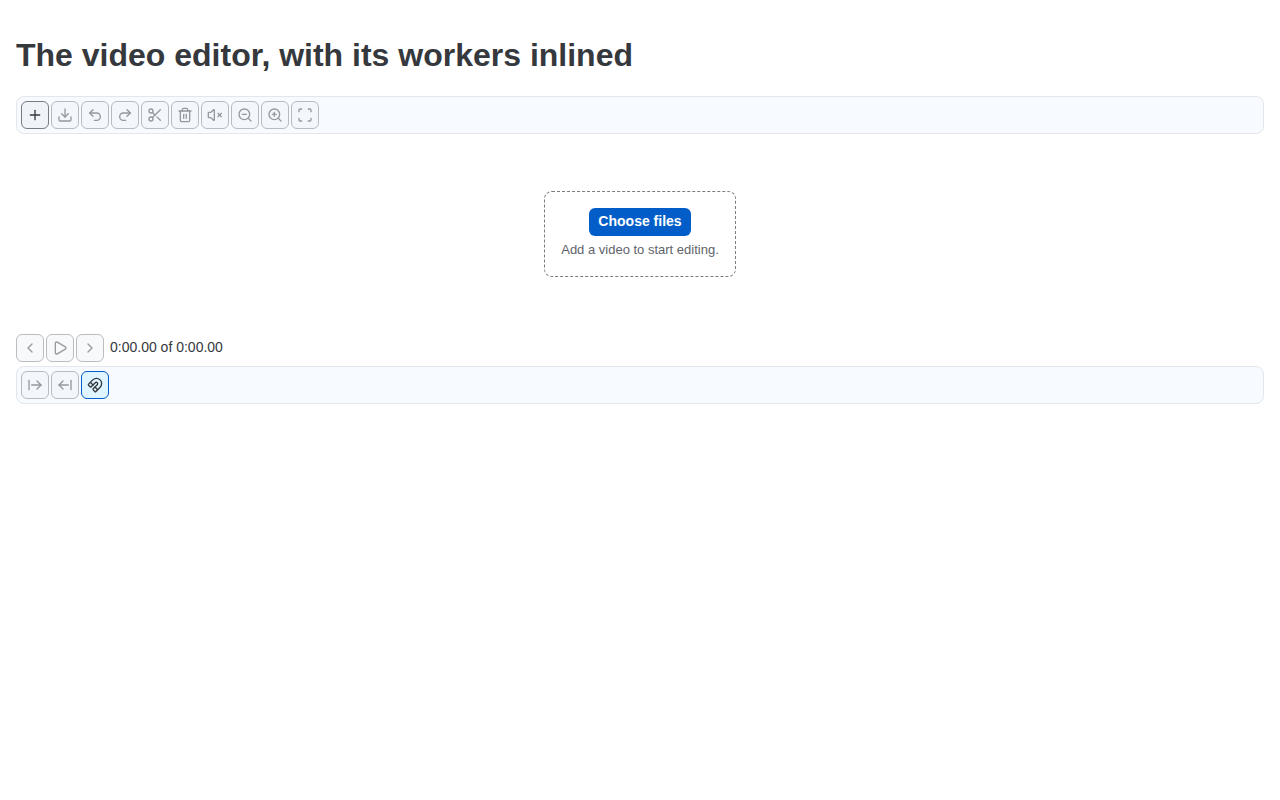 The video editor, with its workers inlined
Choose files
Add a video to start editing.
0:00.00 of 0:00.00